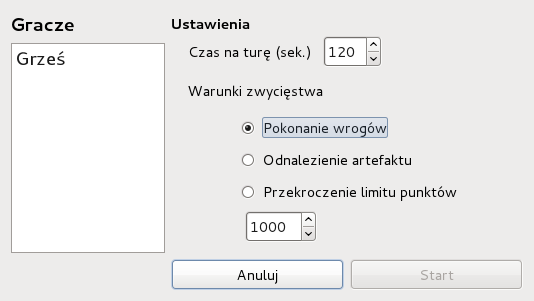 Gracze
Grześ
Ustawienia
Czas na turę (sek.) 120
Warunki zwycięstwa
Pokonanie wrogów
Odnalezienie artefaktu
Przekroczenie limitu punktów
1000
Anuluj
Start